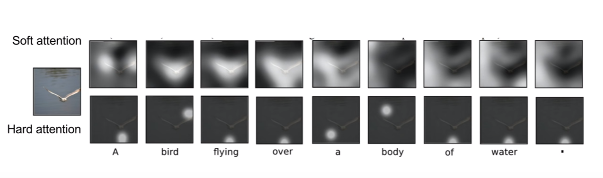 Soft attention
Hard attention
A bird flying over a body of water .